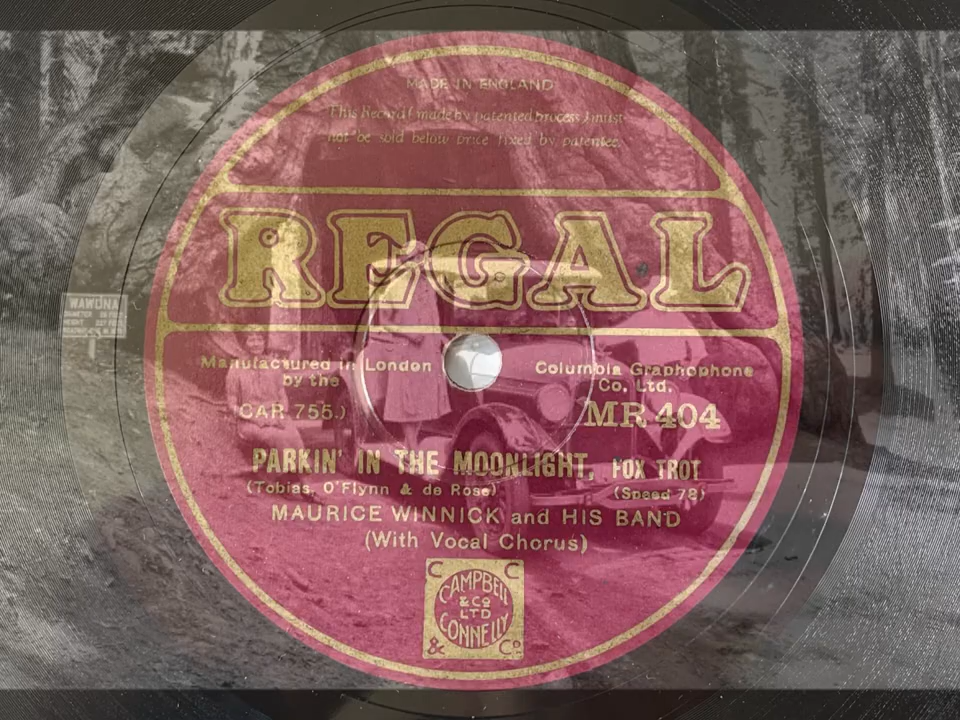 MADE IN ENGLAND
This Record (made by patented process) must
not be sold below price fixed by patentee.
REGAL
WAWONA
Manufactured in London
by the
Columbia Graphophone
Co. Ltd.
(CAR.755.)
MR 404
PARKIN' IN THE MOONLIGHT, FOX TROT
(Tobias, O'Flynn & de Rose)
(Speed 78)
MAURICE WINNICK and HIS BAND
(With Vocal Chorus)
C C
CAMPBELL
& Co
LTD
CONNELLY
& Co